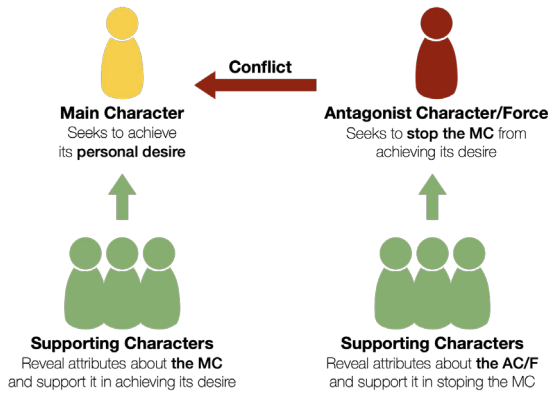 Conflict
Main Character
Seeks to achieve
its personal desire
Antagonist Character/Force
Seeks to stop the MC from
achieving its desire
Supporting Characters
Reveal attributes about the MC
and support it in achieving its desire
Supporting Characters
Reveal attributes about the AC/F
and support it in stoping the MC